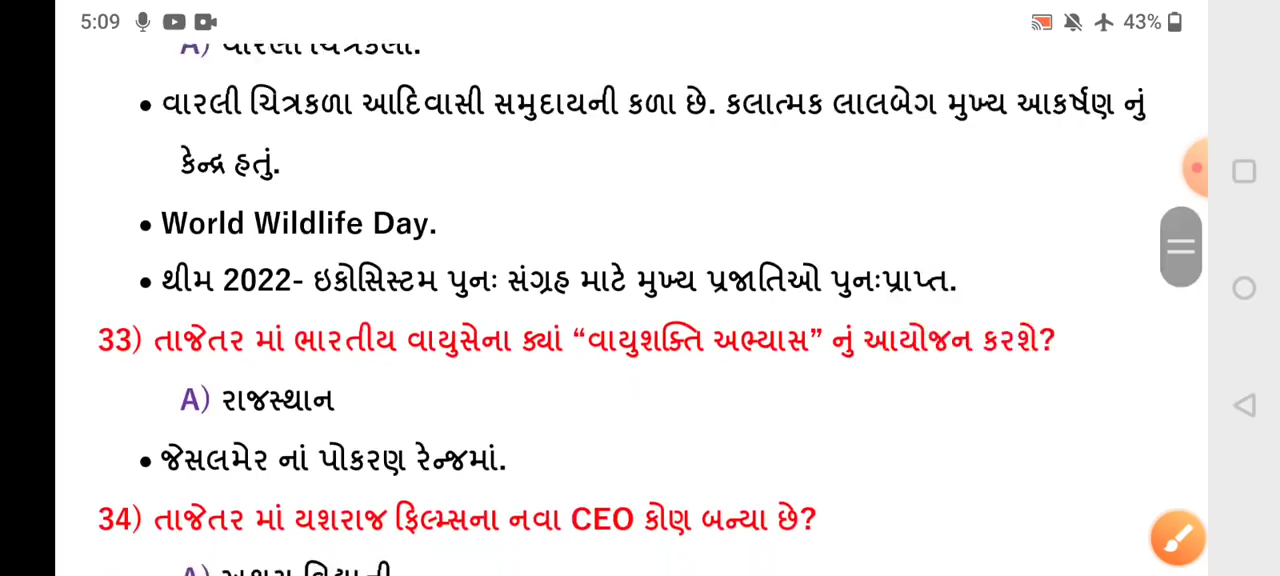 5:09
43%
A) વારલી ચિત્રકલા.
• વારલી ચિત્રકળા આદિવાસી સમુદાયની કળા છે. કલાત્મક લાલબેગ મુખ્ય આકર્ષણ નું
કેન્દ્ર હતું.
• World Wildlife Day.
• થીમ 2022- ઇકોસિસ્ટમ પુનઃ સંગ્રહ માટે મુખ્ય પ્રજાતિઓ પુનઃપ્રાપ્ત.
33) તાજેતર માં ભારતીય વાયુસેના ક્યાં “વાયુશક્તિ અભ્યાસ” નું આયોજન કરશે?
A) રાજસ્થાન
• જેસલમેર નાં પોકરણ રેન્જમાં.
34) તાજેતર માં યશરાજ ફિલ્મ્સના નવા CEO કોણ બન્યા છે?
A)